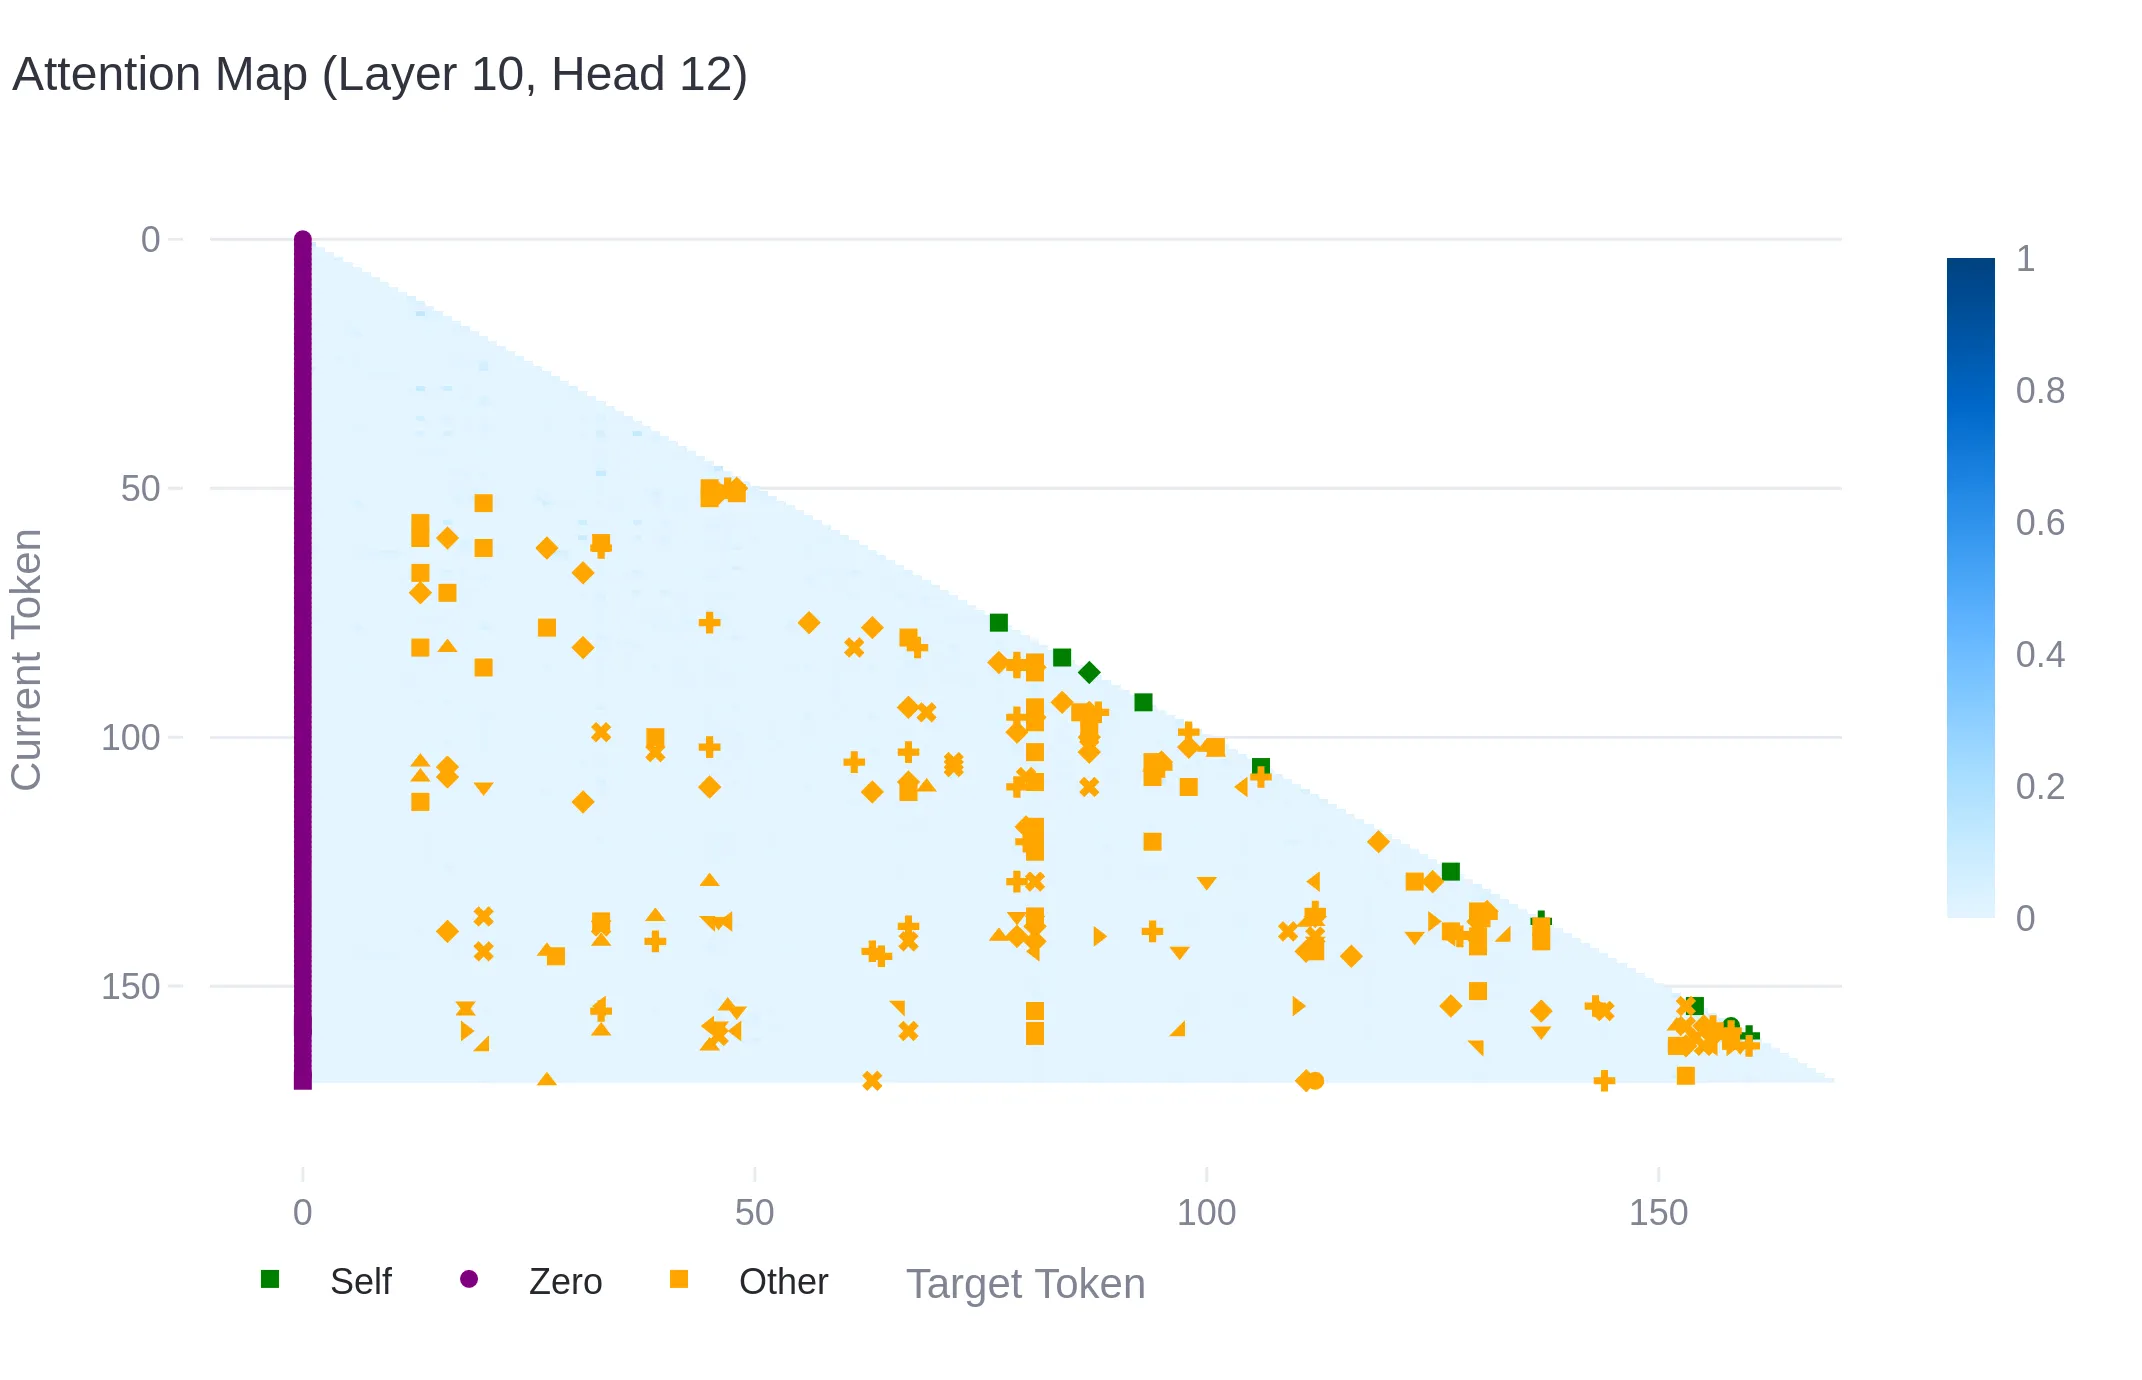 Attention Map (Layer 10, Head 12)
Current Token
0
50
100
150
0
50
100
150
1
0.8
0.6
0.4
0.2
0
Self
Zero
Other
Target Token